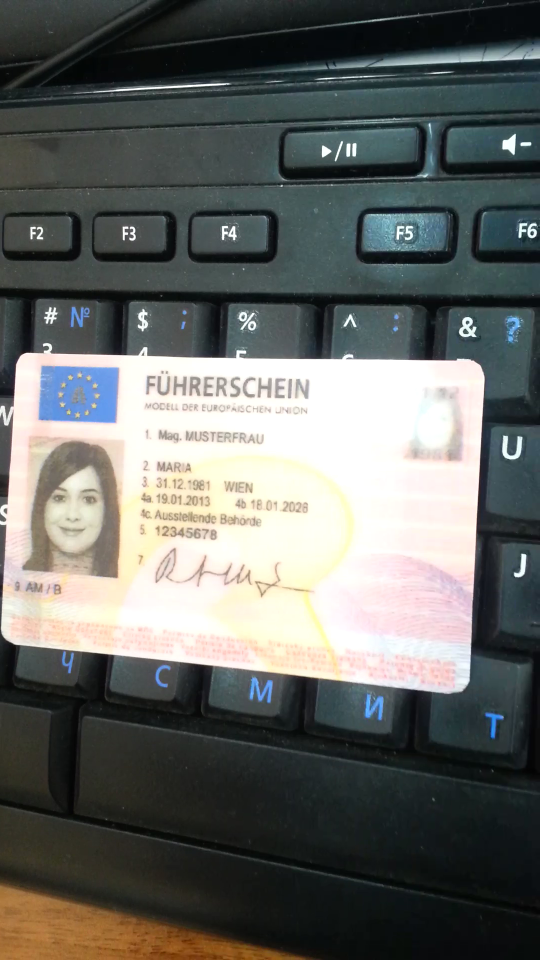 F2 F3 F4 F5 F6
# № $ ; % ^ : & ?
W
U
S
J
FÜHRERSCHEIN
MODELL DER EUROPÄISCHEN UNION
1. Mag. MUSTERFRAU
2. MARIA
3. 31.12.1981 WIEN
4a. 19.01.2013 4b 18.01.2028
4c. Ausstellende Behörde
5. 12345678
7.
9. AM / B
Ч С М И Т